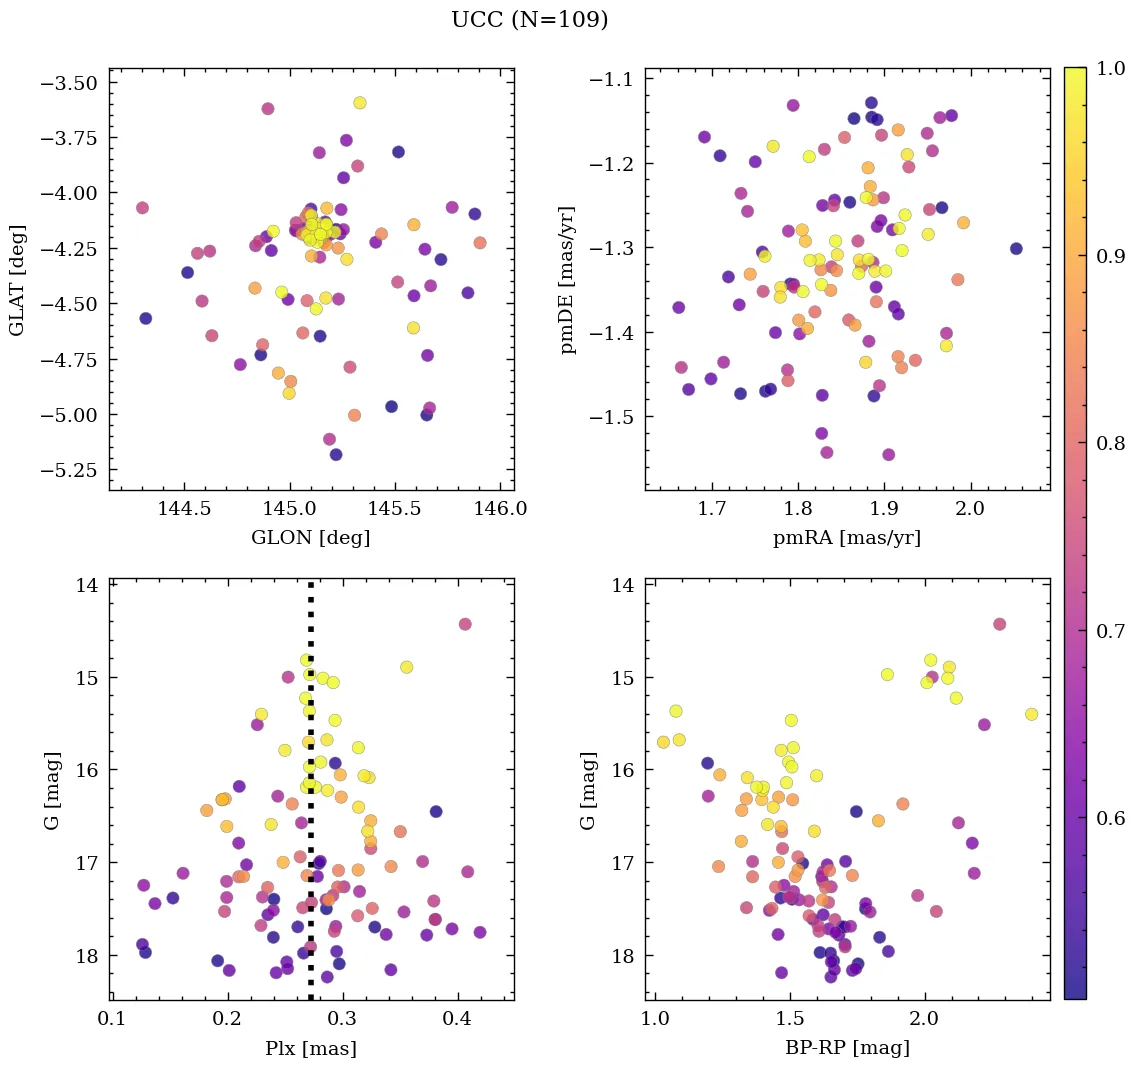 UCC (N=109)
−3.50
−3.75
−4.00
−4.25
−4.50
−4.75
−5.00
−5.25
GLAT [deg]
144.5 145.0 145.5 146.0
GLON [deg]
−1.1
−1.2
−1.3
−1.4
−1.5
pmDE [mas/yr]
1.7 1.8 1.9 2.0
pmRA [mas/yr]
14
15
16
17
18
G [mag]
0.1 0.2 0.3 0.4
Plx [mas]
14
15
16
17
18
G [mag]
1.0 1.5 2.0
BP-RP [mag]
1.0
0.9
0.8
0.7
0.6